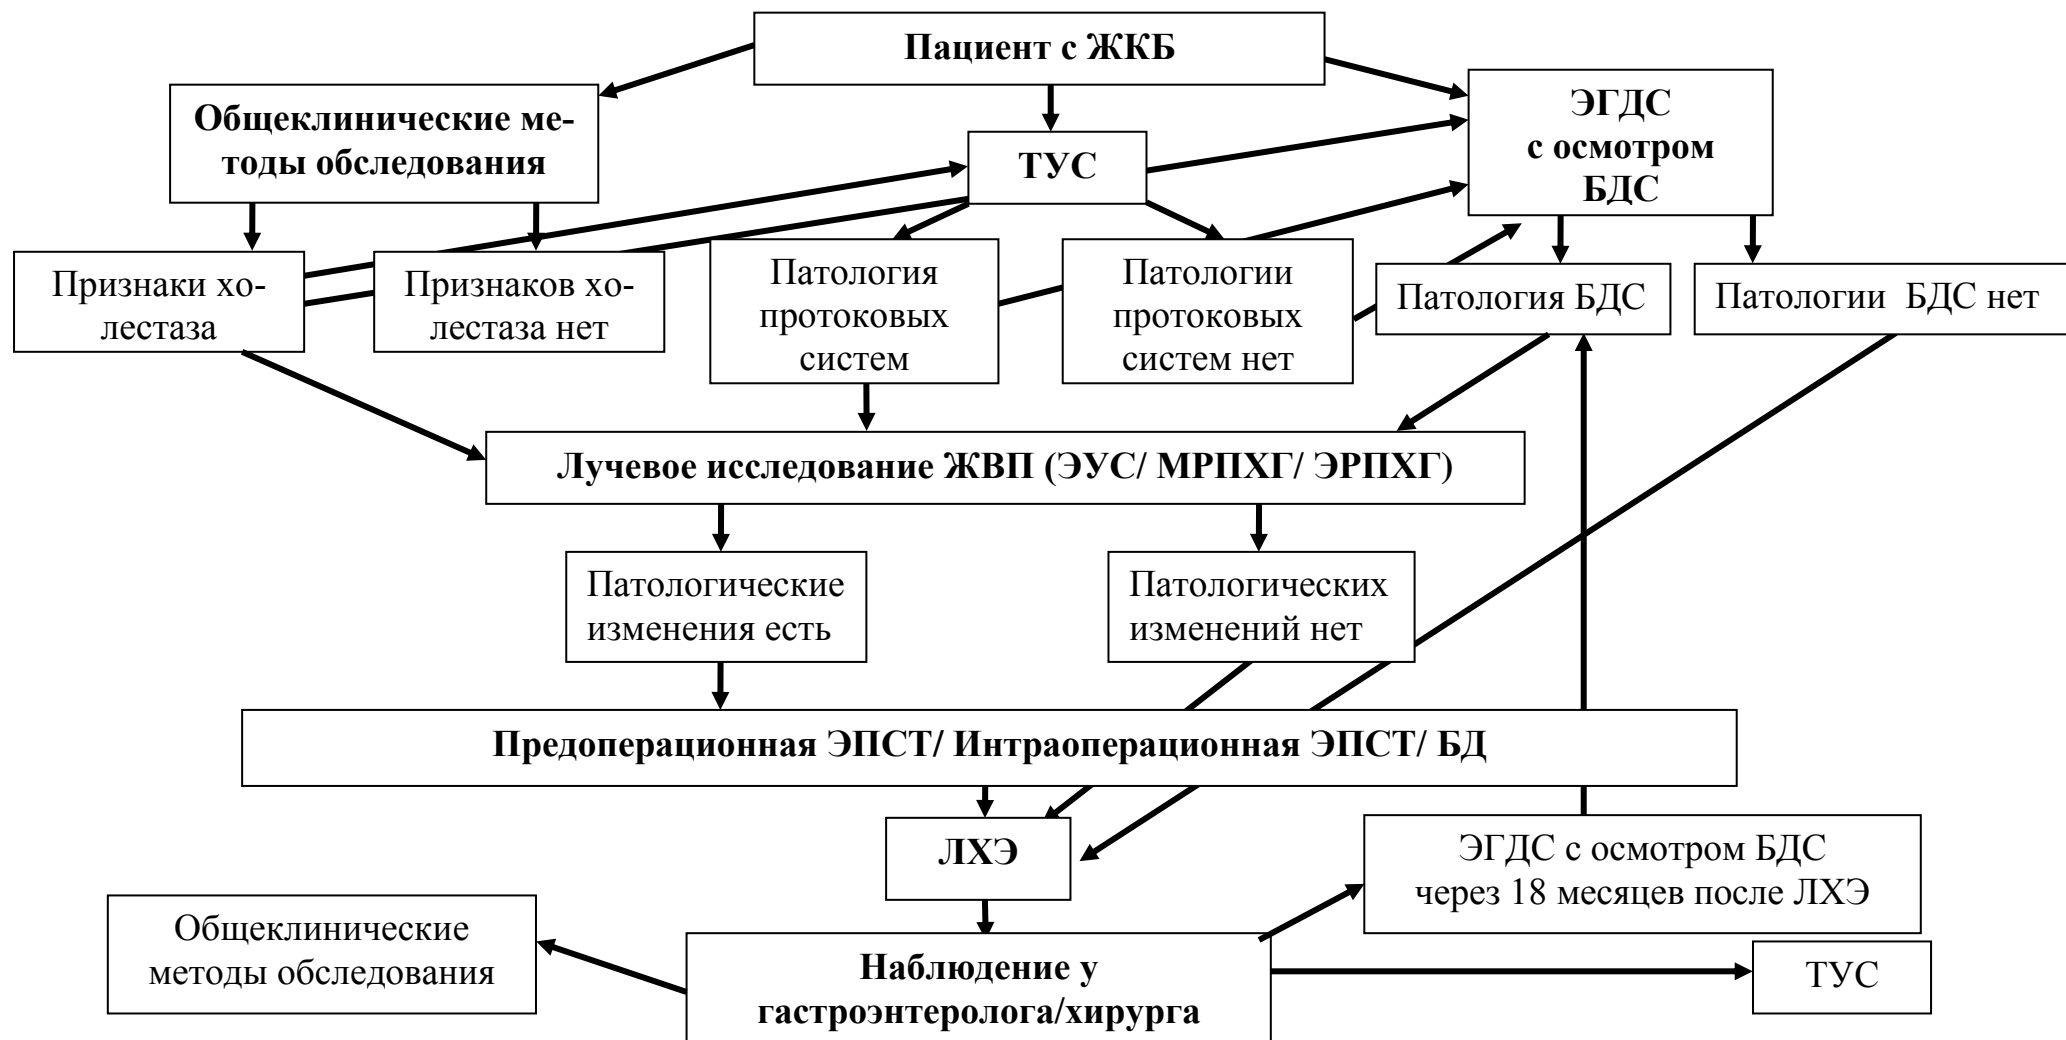 Пациент с ЖКБ
Общеклинические ме-
тоды обследования
ТУС
ЭГДС
с осмотром
БДС
Признаки хо-
лестаза
Признаков хо-
лестаза нет
Патология
протоковых
систем
Патологии
протоковых
систем нет
Патология БДС
Патологии БДС нет
Лучевое исследование ЖВП (ЭУС/ МРПХГ/ ЭРПХГ)
Патологические
изменения есть
Патологических
изменений нет
Предоперационная ЭПСТ/ Интраоперационная ЭПСТ/ БД
ЛХЭ
ЭГДС с осмотром БДС
через 18 месяцев после ЛХЭ
Общеклинические
методы обследования
Наблюдение у
гастроэнтеролога/хирурга
ТУС